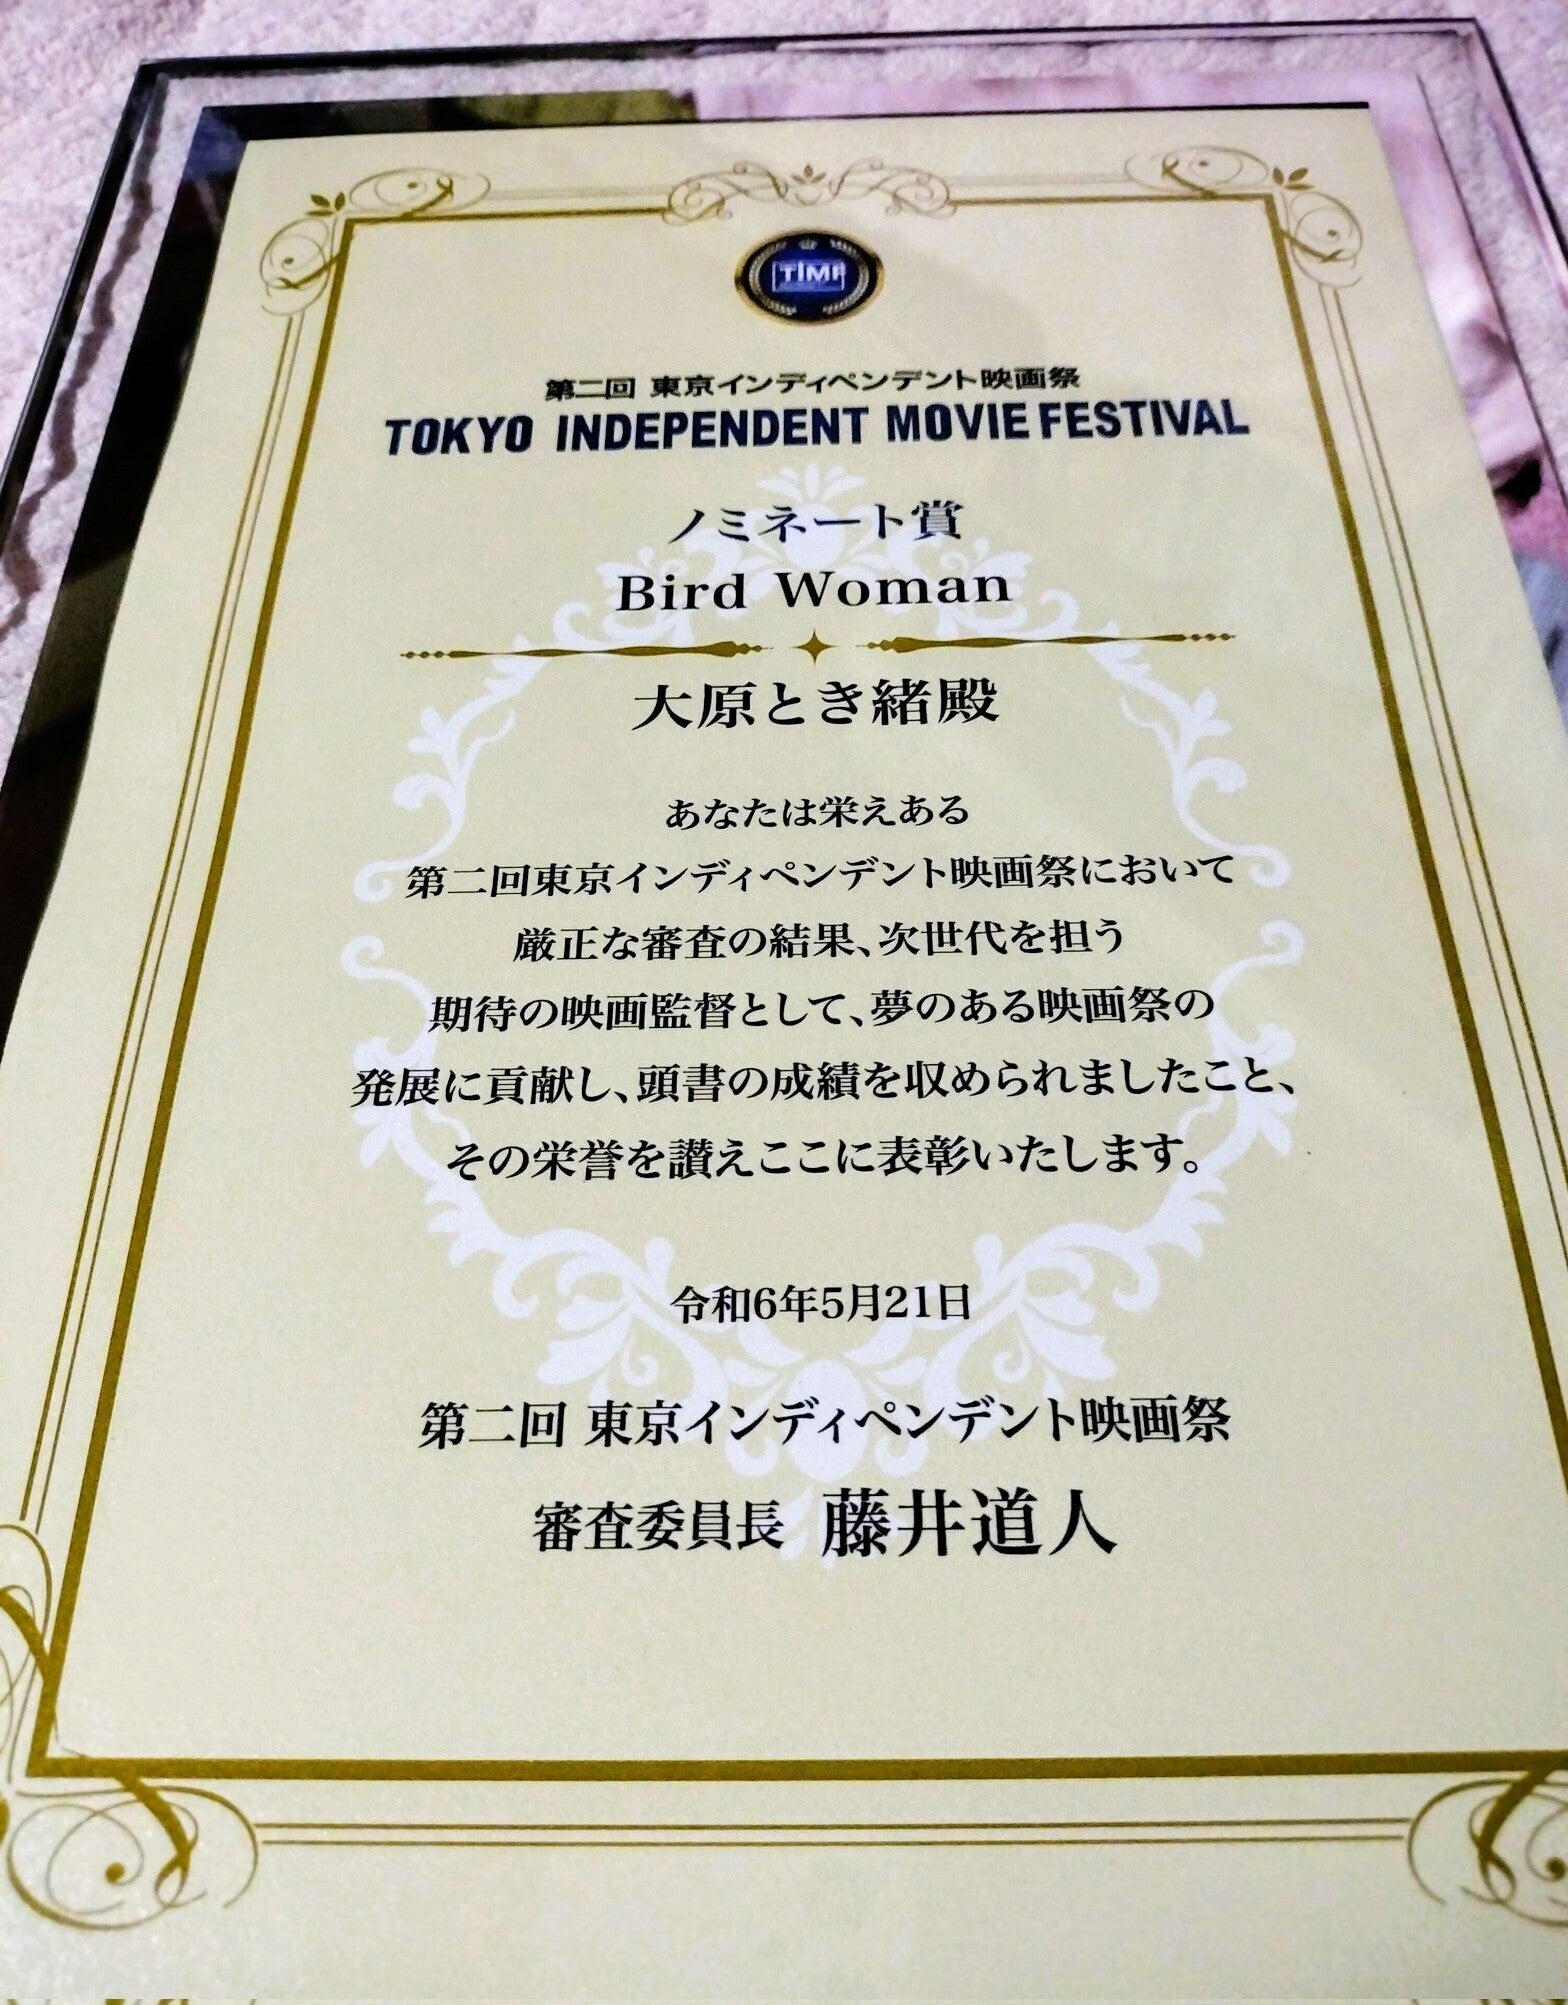 TIMF
第二回 東京インディペンデント映画祭
TOKYO INDEPENDENT MOVIE FESTIVAL
ノミネート賞
Bird Woman
大原とき緒殿
あなたは栄えある
第二回東京インディペンデント映画祭において
厳正な審査の結果、次世代を担う
期待の映画監督として、夢のある映画祭の
発展に貢献し、頭書の成績を収められましたこと、
その栄誉を讃えここに表彰いたします。
令和6年5月21日
第二回 東京インディペンデント映画祭
審査委員長 藤井道人